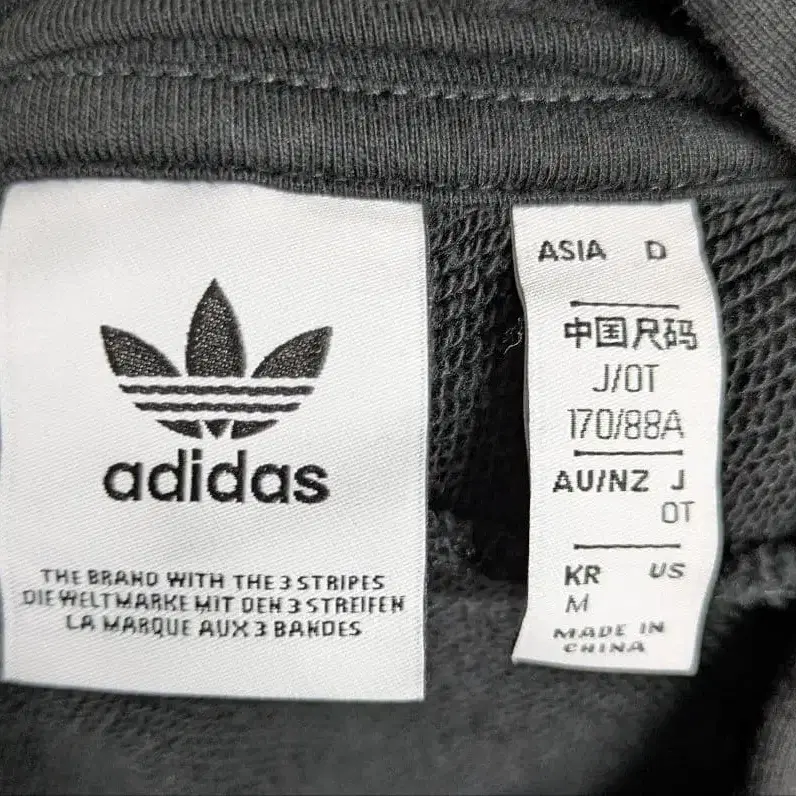 adidas
THE BRAND WITH THE 3 STRIPES
DIE WELTMARKE MIT DEN 3 STREIFEN
LA MARQUE AUX 3 BANDES
ASIA D
中国尺码
J/OT
170/88A
AU/NZ J
OT
KR US
M
MADE IN
CHINA